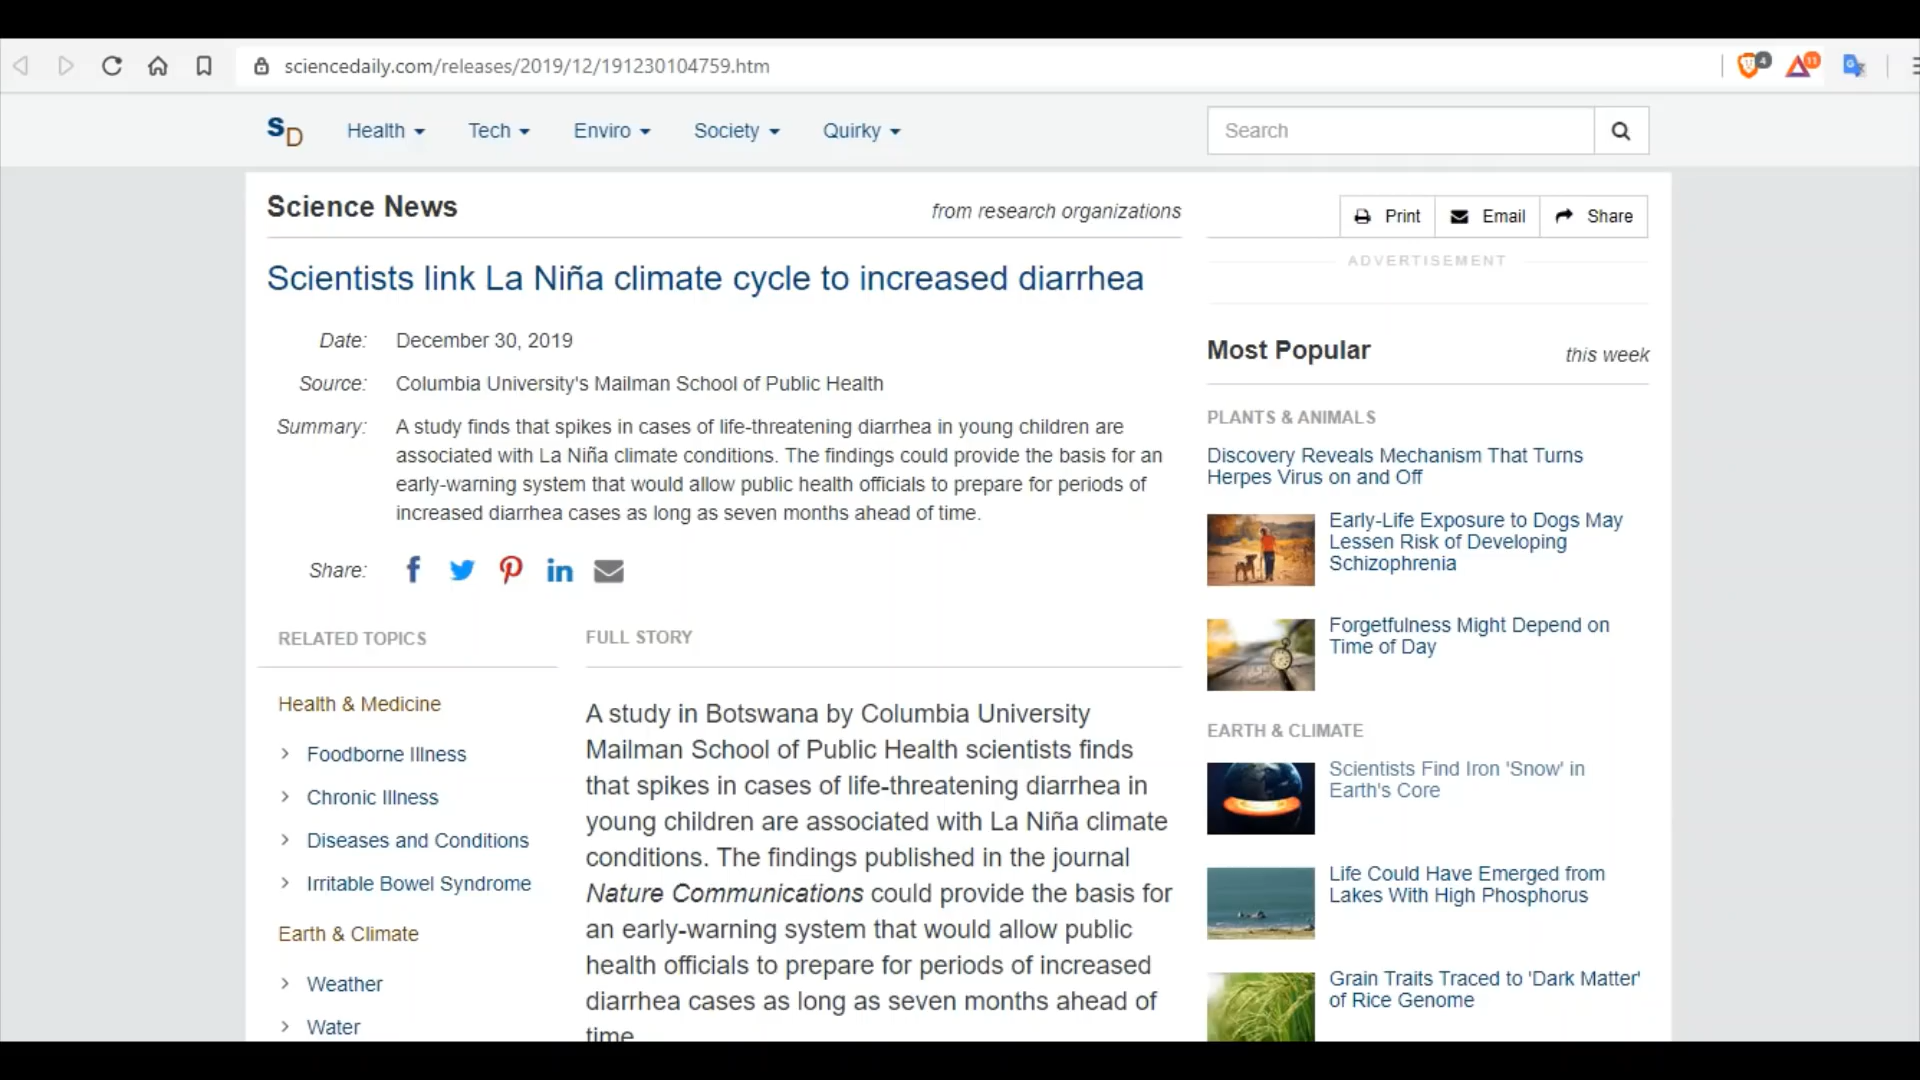 sciencedaily.com/releases/2019/12/191230104759.htm
4
11
SD
Health
Tech
Enviro
Society
Quirky
Search
Science News
from research organizations
Print
Email
Share
Scientists link La Niña climate cycle to increased diarrhea
Date:
December 30, 2019
Source:
Columbia University's Mailman School of Public Health
Summary:
A study finds that spikes in cases of life-threatening diarrhea in young children are
associated with La Niña climate conditions. The findings could provide the basis for an
early-warning system that would allow public health officials to prepare for periods of
increased diarrhea cases as long as seven months ahead of time.
Share:
RELATED TOPICS
Health & Medicine
Foodborne Illness
Chronic Illness
Diseases and Conditions
Irritable Bowel Syndrome
Earth & Climate
Weather
Water
FULL STORY
A study in Botswana by Columbia University
Mailman School of Public Health scientists finds
that spikes in cases of life-threatening diarrhea in
young children are associated with La Niña climate
conditions. The findings published in the journal
Nature Communications could provide the basis for
an early-warning system that would allow public
health officials to prepare for periods of increased
diarrhea cases as long as seven months ahead of
time
ADVERTISEMENT
Most Popular
this week
PLANTS & ANIMALS
Discovery Reveals Mechanism That Turns
Herpes Virus on and Off
Early-Life Exposure to Dogs May
Lessen Risk of Developing
Schizophrenia
Forgetfulness Might Depend on
Time of Day
EARTH & CLIMATE
Scientists Find Iron 'Snow' in
Earth's Core
Life Could Have Emerged from
Lakes With High Phosphorus
Grain Traits Traced to 'Dark Matter'
of Rice Genome